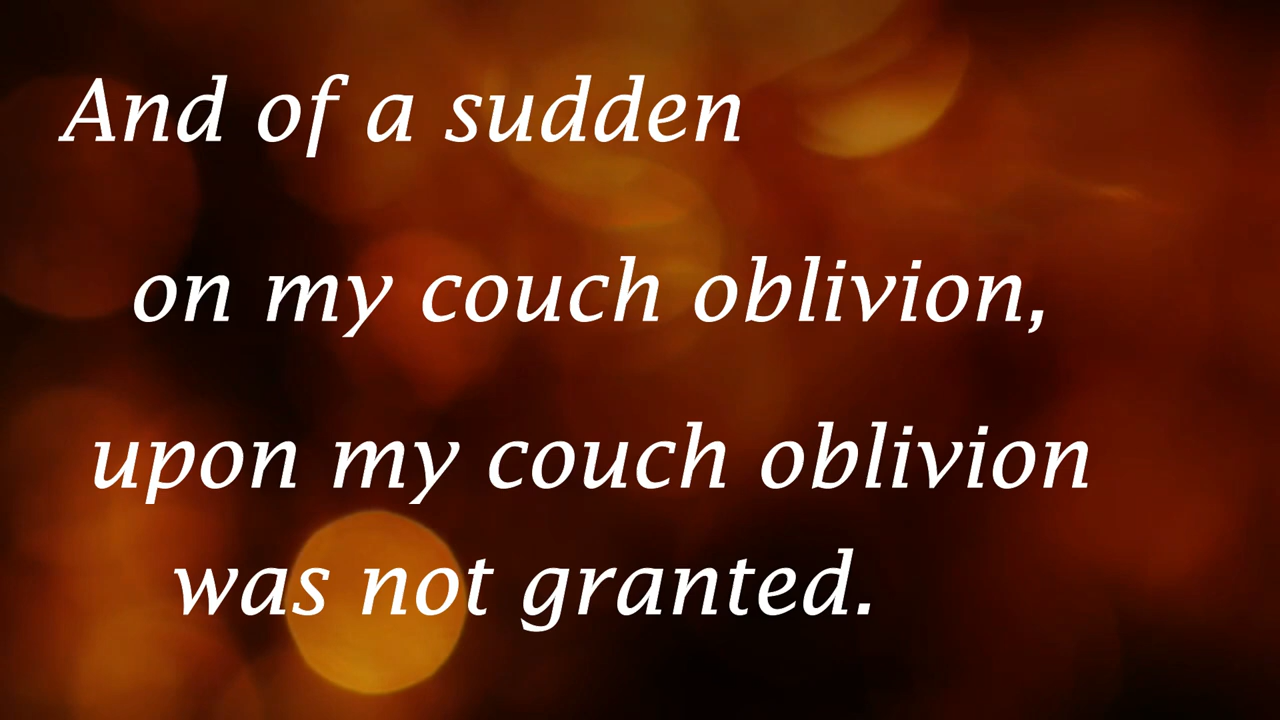 And of a sudden
on my couch oblivion,
upon my couch oblivion
was not granted.